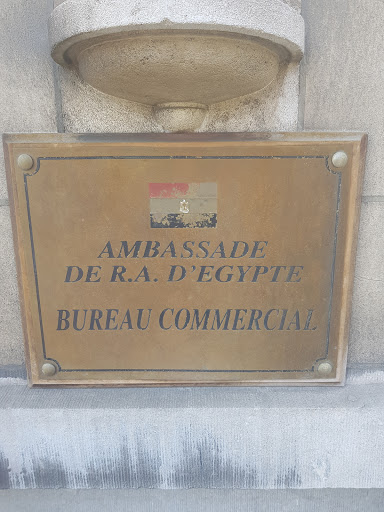 AMBASSADE
DE R.A. D'EGYPTE
BUREAU COMMERCIAL